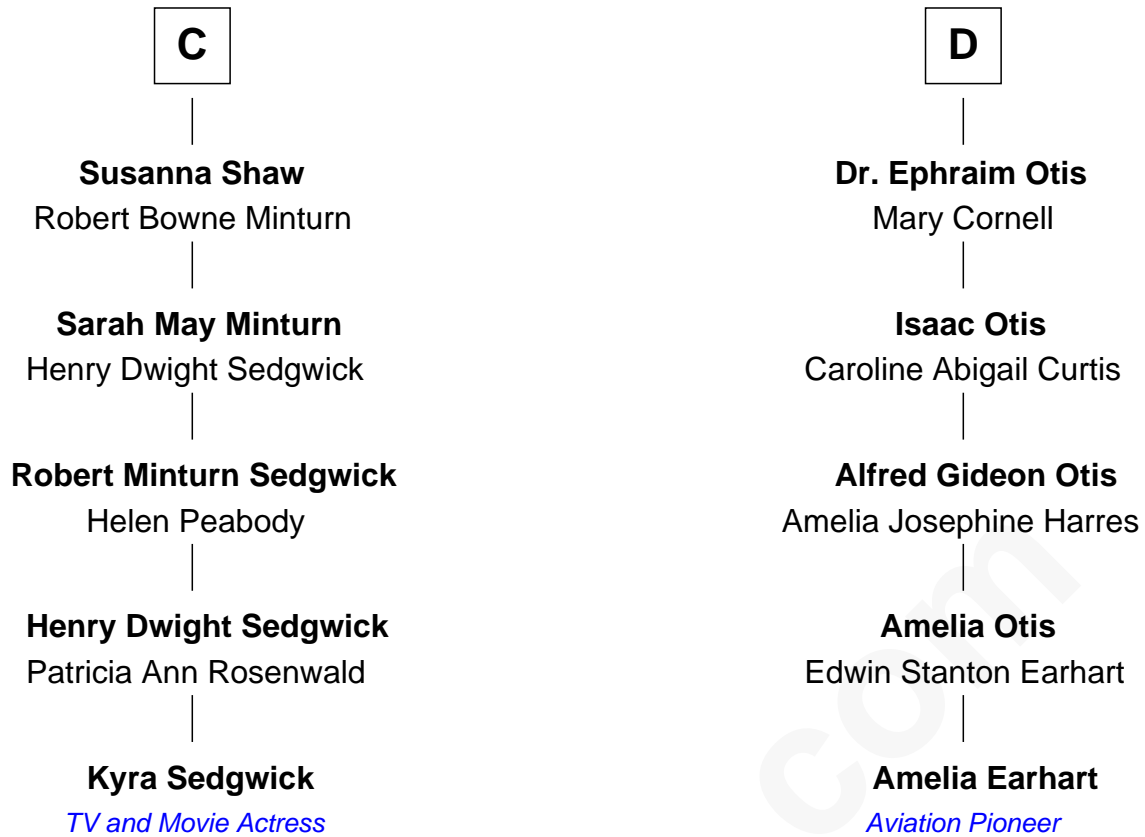 C
Susanna Shaw
Robert Bowne Minturn
Sarah May Minturn
Henry Dwight Sedgwick
Robert Minturn Sedgwick
Helen Peabody
Henry Dwight Sedgwick
Patricia Ann Rosenwald
Kyra Sedgwick
TV and Movie Actress
D
Dr. Ephraim Otis
Mary Cornell
Isaac Otis
Caroline Abigail Curtis
Alfred Gideon Otis
Amelia Josephine Harres
Amelia Otis
Edwin Stanton Earhart
Amelia Earhart
Aviation Pioneer
com